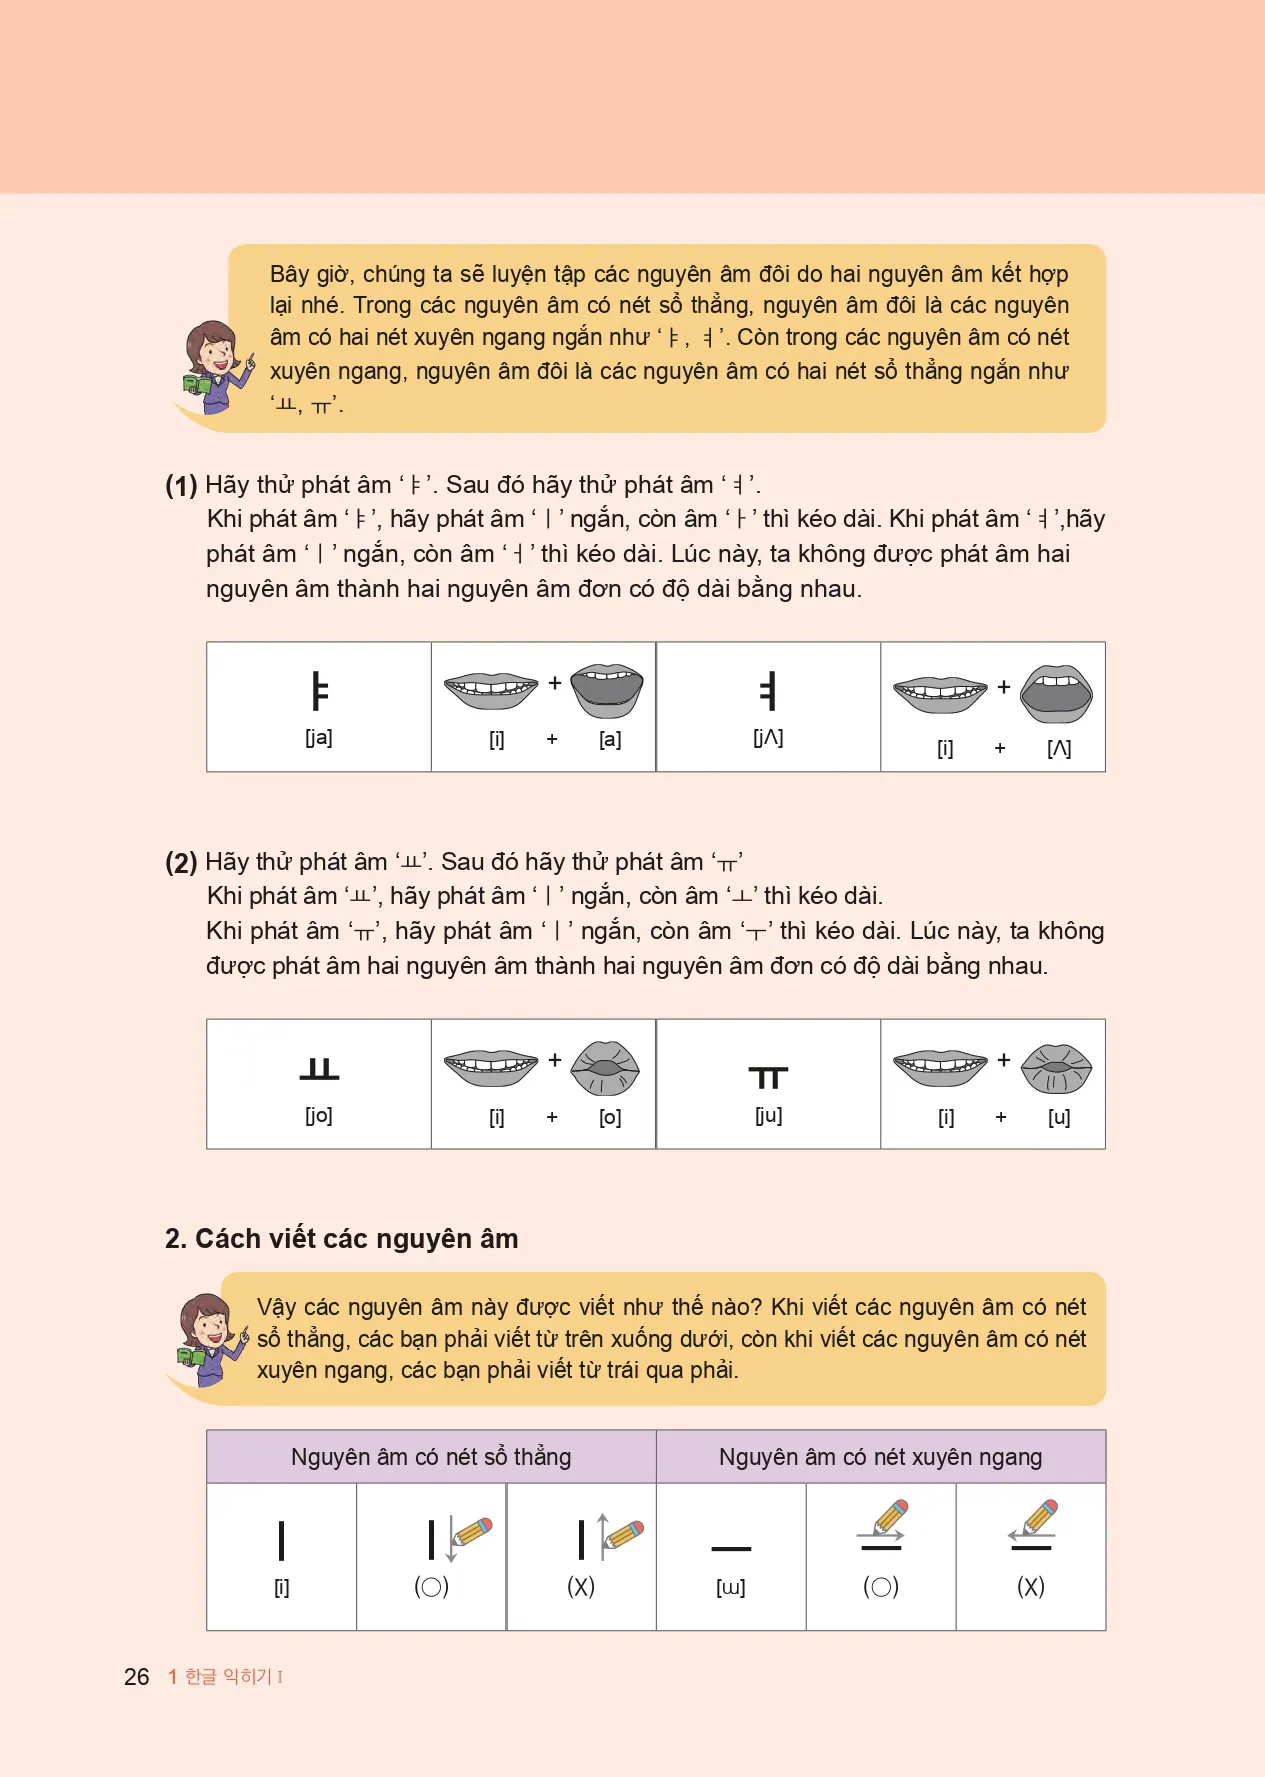 Bây giờ, chúng ta sẽ luyện tập các nguyên âm đôi do hai nguyên âm kết hợp
lại nhé. Trong các nguyên âm có nét sổ thẳng, nguyên âm đôi là các nguyên
âm có hai nét xuyên ngang ngắn như ‘ㅑ, ㅕ’. Còn trong các nguyên âm có nét
xuyên ngang, nguyên âm đôi là các nguyên âm có hai nét sổ thẳng ngắn như
‘ㅛ, ㅠ’.
(1) Hãy thử phát âm ‘ㅑ’. Sau đó hãy thử phát âm ‘ㅕ’.
Khi phát âm ‘ㅑ’, hãy phát âm ‘ㅣ’ ngắn, còn âm ‘ㅏ’ thì kéo dài. Khi phát âm ‘ㅕ’,hãy
phát âm ‘ㅣ’ ngắn, còn âm ‘ㅓ’ thì kéo dài. Lúc này, ta không được phát âm hai
nguyên âm thành hai nguyên âm đơn có độ dài bằng nhau.
ㅑ + ㅕ +
[ja] [i] + [a] [jΛ] [i] + [Λ]
(2) Hãy thử phát âm ‘ㅛ’. Sau đó hãy thử phát âm ‘ㅠ’
Khi phát âm ‘ㅛ’, hãy phát âm ‘ㅣ’ ngắn, còn âm ‘ㅗ’ thì kéo dài.
Khi phát âm ‘ㅠ’, hãy phát âm ‘ㅣ’ ngắn, còn âm ‘ㅜ’ thì kéo dài. Lúc này, ta không
được phát âm hai nguyên âm thành hai nguyên âm đơn có độ dài bằng nhau.
ㅛ + ㅠ +
[jo] [i] + [o] [ju] [i] + [u]
2. Cách viết các nguyên âm
Vậy các nguyên âm này được viết như thế nào? Khi viết các nguyên âm có nét
sổ thẳng, các bạn phải viết từ trên xuống dưới, còn khi viết các nguyên âm có nét
xuyên ngang, các bạn phải viết từ trái qua phải.
Nguyên âm có nét sổ thẳng Nguyên âm có nét xuyên ngang
ㅣ ㅣ ㅣ ㅡ ㅡ ㅡ
[i] (○) (X) [ɯ] (○) (X)
26 1 한글 익히기 I